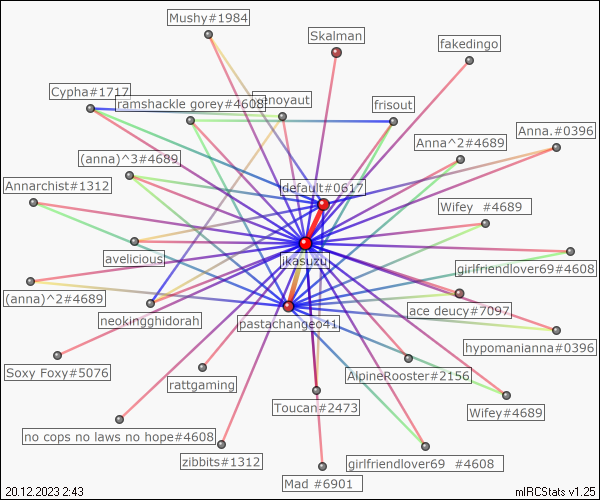 Mushy#1984
Skalman
fakedingo
Cypha#1717
ramshackle gorey#4608
enoyaut
frisout
Anna.#0396
Anna^2#4689
(anna)^3#4689
Annarchist#1312
default#0617
Wifey #4689
avelicious
jkasuzu
girlfriendlover69#4608
(anna)^2#4689
neokingghidorah
pastachangeo41
ace deucy#7097
hypomanianna#0396
Soxy Foxy#5076
rattgaming
AlpineRooster#2156
Toucan#2473
Wifey#4689
no cops no laws no hope#4608
zibbits#1312
girlfriendlover69 #4608
Mad #6901
20.12.2023 2:43
mIRCStats v1.25